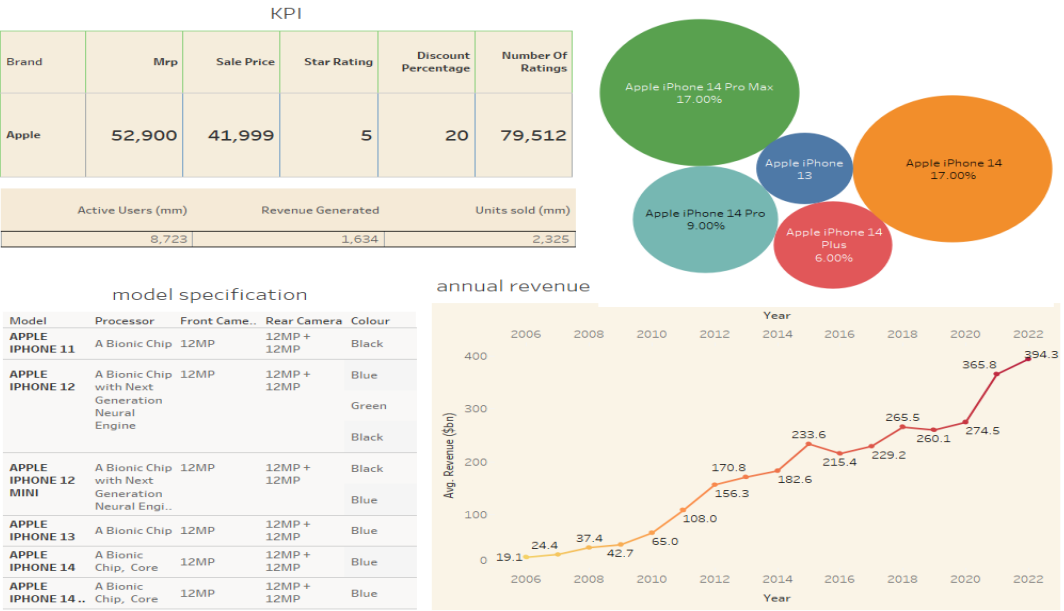 KPI
Brand Mrp Sale Price Star Rating Discount Percentage Number Of Ratings
Apple 52,900 41,999 5 20 79,512
Active Users (mm) Revenue Generated Units sold (mm)
8,723 1,634 2,325
Apple iPhone 14 Pro Max
17.00%
Apple iPhone
13
Apple iPhone 14
17.00%
Apple iPhone 14 Pro
9.00%
Apple iPhone 14
Plus
6.00%
model specification
Model Processor Front Came.. Rear Camera Colour
APPLE IPHONE 11 A Bionic Chip 12MP 12MP + 12MP Black
APPLE IPHONE 12 A Bionic Chip with Next Generation Neural Engine 12MP 12MP + 12MP Blue
Green
Black
APPLE IPHONE 12 MINI A Bionic Chip with Next Generation Neural Engi.. 12MP 12MP + 12MP Black
Blue
APPLE IPHONE 13 A Bionic Chip 12MP 12MP + 12MP Blue
APPLE IPHONE 14 A Bionic Chip, Core 12MP 12MP + 12MP Blue
APPLE IPHONE 14.. A Bionic Chip, Core 12MP 12MP + 12MP Blue
annual revenue
Year
2006 2008 2010 2012 2014 2016 2018 2020 2022
Avg. Revenue ($bn)
400
300
200
100
0
19.1
24.4
37.4
42.7
65.0
108.0
156.3
170.8
182.6
233.6
215.4
229.2
265.5
260.1
274.5
365.8
394.3
2006 2008 2010 2012 2014 2016 2018 2020 2022
Year